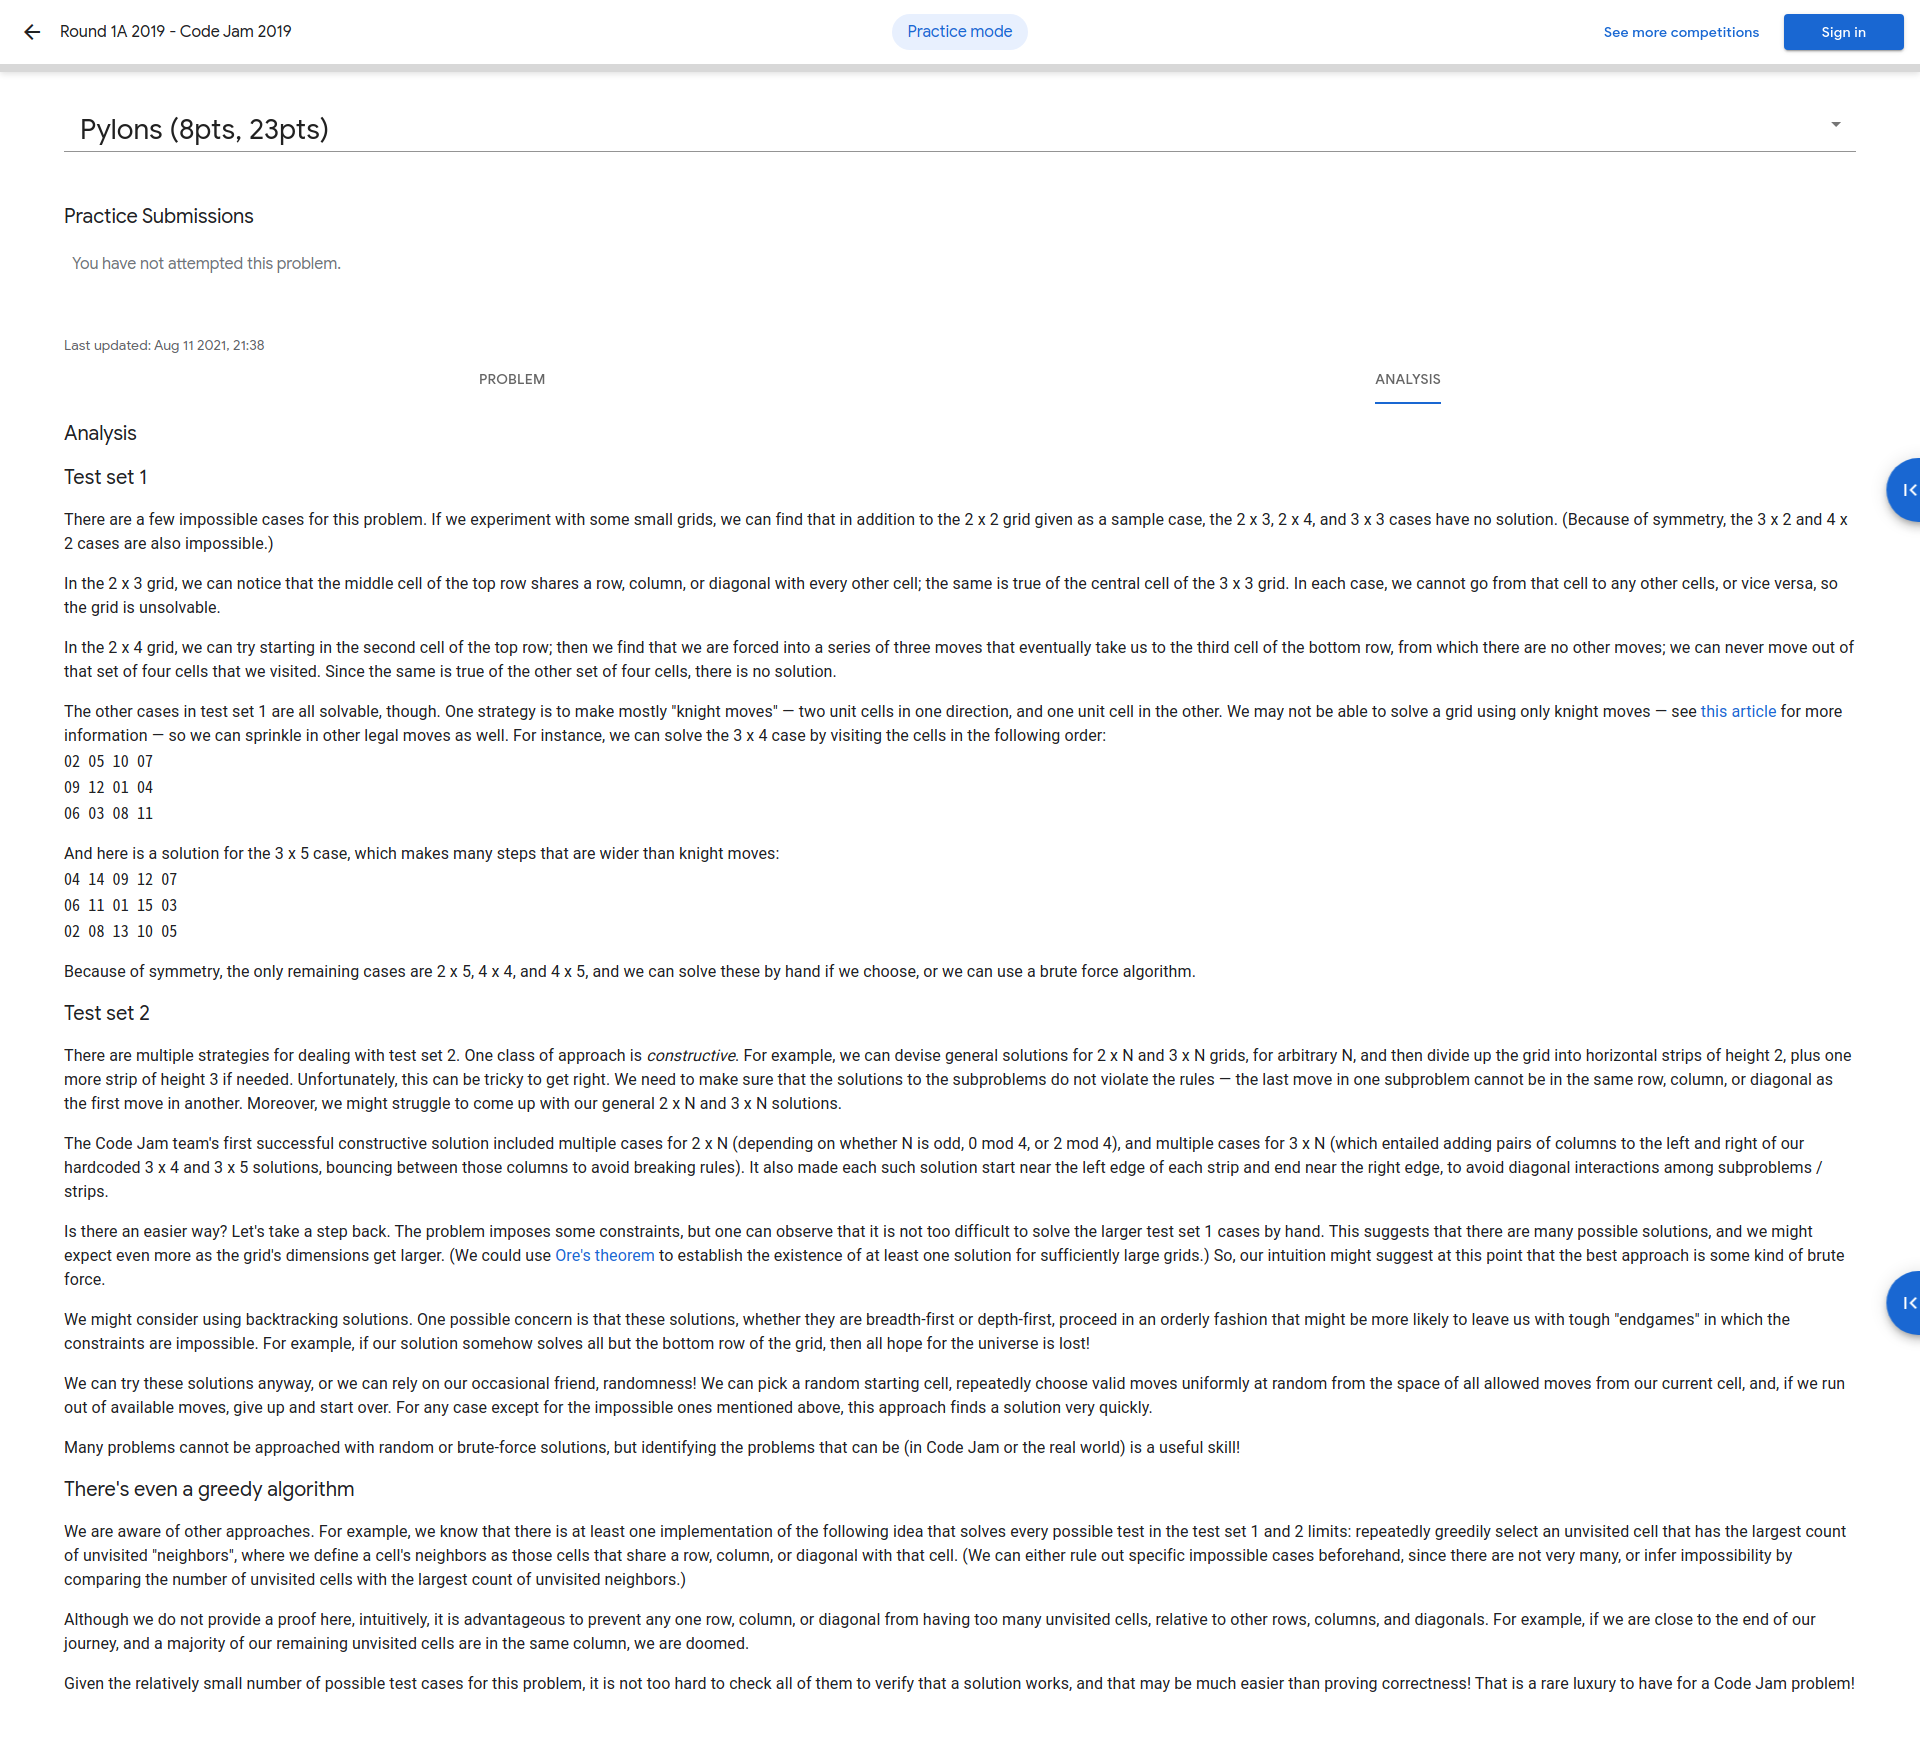 Round 1A 2019 - Code Jam 2019
Practice mode
See more competitions
Sign in
Pylons (8pts, 23pts)
Practice Submissions
You have not attempted this problem.
Last updated: Aug 11 2021, 21:38
PROBLEM
ANALYSIS
Analysis
Test set 1
There are a few impossible cases for this problem. If we experiment with some small grids, we can find that in addition to the 2 x 2 grid given as a sample case, the 2 x 3, 2 x 4, and 3 x 3 cases have no solution. (Because of symmetry, the 3 x 2 and 4 x
2 cases are also impossible.)
In the 2 x 3 grid, we can notice that the middle cell of the top row shares a row, column, or diagonal with every other cell; the same is true of the central cell of the 3 x 3 grid. In each case, we cannot go from that cell to any other cells, or vice versa, so
the grid is unsolvable.
In the 2 x 4 grid, we can try starting in the second cell of the top row; then we find that we are forced into a series of three moves that eventually take us to the third cell of the bottom row, from which there are no other moves; we can never move out of
that set of four cells that we visited. Since the same is true of the other set of four cells, there is no solution.
The other cases in test set 1 are all solvable, though. One strategy is to make mostly "knight moves" — two unit cells in one direction, and one unit cell in the other. We may not be able to solve a grid using only knight moves — see this article for more
information — so we can sprinkle in other legal moves as well. For instance, we can solve the 3 x 4 case by visiting the cells in the following order:
02 05 10 07
09 12 01 04
06 03 08 11
And here is a solution for the 3 x 5 case, which makes many steps that are wider than knight moves:
04 14 09 12 07
06 11 01 15 03
02 08 13 10 05
Because of symmetry, the only remaining cases are 2 x 5, 4 x 4, and 4 x 5, and we can solve these by hand if we choose, or we can use a brute force algorithm.
Test set 2
There are multiple strategies for dealing with test set 2. One class of approach is constructive. For example, we can devise general solutions for 2 x N and 3 x N grids, for arbitrary N, and then divide up the grid into horizontal strips of height 2, plus one
more strip of height 3 if needed. Unfortunately, this can be tricky to get right. We need to make sure that the solutions to the subproblems do not violate the rules — the last move in one subproblem cannot be in the same row, column, or diagonal as
the first move in another. Moreover, we might struggle to come up with our general 2 x N and 3 x N solutions.
The Code Jam team's first successful constructive solution included multiple cases for 2 x N (depending on whether N is odd, 0 mod 4, or 2 mod 4), and multiple cases for 3 x N (which entailed adding pairs of columns to the left and right of our
hardcoded 3 x 4 and 3 x 5 solutions, bouncing between those columns to avoid breaking rules). It also made each such solution start near the left edge of each strip and end near the right edge, to avoid diagonal interactions among subproblems /
strips.
Is there an easier way? Let's take a step back. The problem imposes some constraints, but one can observe that it is not too difficult to solve the larger test set 1 cases by hand. This suggests that there are many possible solutions, and we might
expect even more as the grid's dimensions get larger. (We could use Ore's theorem to establish the existence of at least one solution for sufficiently large grids.) So, our intuition might suggest at this point that the best approach is some kind of brute
force.
We might consider using backtracking solutions. One possible concern is that these solutions, whether they are breadth-first or depth-first, proceed in an orderly fashion that might be more likely to leave us with tough "endgames" in which the
constraints are impossible. For example, if our solution somehow solves all but the bottom row of the grid, then all hope for the universe is lost!
We can try these solutions anyway, or we can rely on our occasional friend, randomness! We can pick a random starting cell, repeatedly choose valid moves uniformly at random from the space of all allowed moves from our current cell, and, if we run
out of available moves, give up and start over. For any case except for the impossible ones mentioned above, this approach finds a solution very quickly.
Many problems cannot be approached with random or brute-force solutions, but identifying the problems that can be (in Code Jam or the real world) is a useful skill!
There's even a greedy algorithm
We are aware of other approaches. For example, we know that there is at least one implementation of the following idea that solves every possible test in the test set 1 and 2 limits: repeatedly greedily select an unvisited cell that has the largest count
of unvisited "neighbors", where we define a cell's neighbors as those cells that share a row, column, or diagonal with that cell. (We can either rule out specific impossible cases beforehand, since there are not very many, or infer impossibility by
comparing the number of unvisited cells with the largest count of unvisited neighbors.)
Although we do not provide a proof here, intuitively, it is advantageous to prevent any one row, column, or diagonal from having too many unvisited cells, relative to other rows, columns, and diagonals. For example, if we are close to the end of our
journey, and a majority of our remaining unvisited cells are in the same column, we are doomed.
Given the relatively small number of possible test cases for this problem, it is not too hard to check all of them to verify that a solution works, and that may be much easier than proving correctness! That is a rare luxury to have for a Code Jam problem!